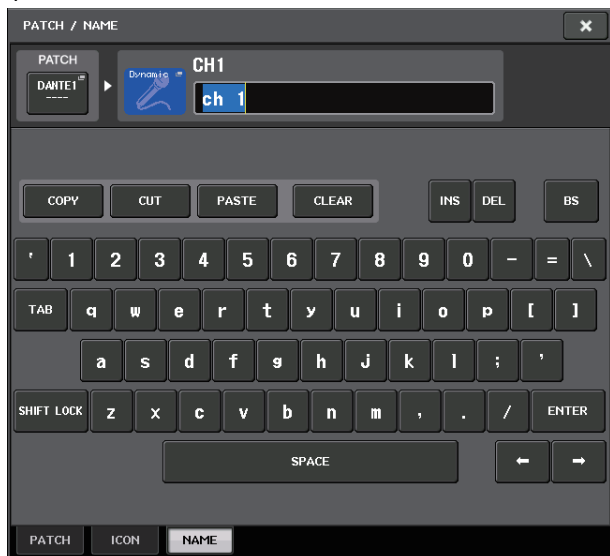 PATCH / NAME
PATCH
DANTE1
----
Dynamic
CH1
ch 1
COPY CUT PASTE CLEAR INS DEL BS
' 1 2 3 4 5 6 7 8 9 0 - = \
TAB q w e r t y u i o p [ ]
a s d f g h j k l ; '
SHIFT LOCK z x c v b n m , . / ENTER
SPACE ← →
PATCH ICON NAME